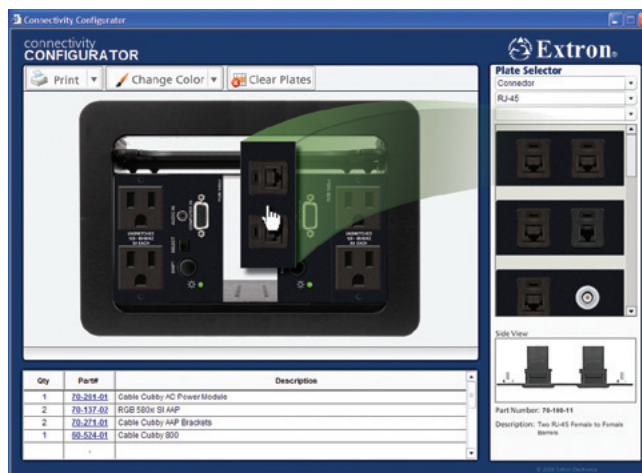 Connectivity Configurator
connectivity
CONFIGURATOR
Extron®
Print
Change Color
Clear Plates
Plate Selector
Connector
RJ-45
UNSWITCHED
SELECT
Side View
Part Number: 70-100-11
Description: Two RJ-45 Female to Female
Barrels
Qty Part# Description
1 70-201-01 Cable Cubby AC Power Module
2 70-137-02 RGB 580x SI AAP
2 70-271-01 Cable Cubby AAP Brackets
1 60-524-01 Cable Cubby 800